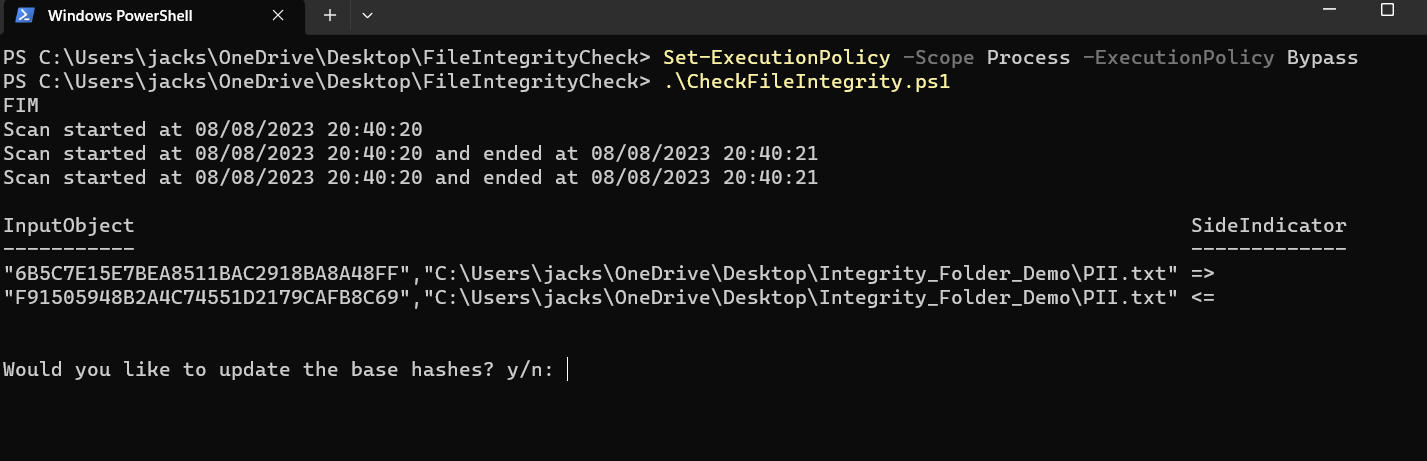 Windows PowerShell
PS C:\Users\jacks\OneDrive\Desktop\FileIntegrityCheck> Set-ExecutionPolicy -Scope Process -ExecutionPolicy Bypass
PS C:\Users\jacks\OneDrive\Desktop\FileIntegrityCheck> .\CheckFileIntegrity.ps1
FIM
Scan started at 08/08/2023 20:40:20
Scan started at 08/08/2023 20:40:20 and ended at 08/08/2023 20:40:21
Scan started at 08/08/2023 20:40:20 and ended at 08/08/2023 20:40:21
InputObject SideIndicator
----------- -------------
"6B5C7E15E7BEA8511BAC2918BA8A48FF","C:\Users\jacks\OneDrive\Desktop\Integrity_Folder_Demo\PII.txt" =>
"F91505948B2A4C74551D2179CAFB8C69","C:\Users\jacks\OneDrive\Desktop\Integrity_Folder_Demo\PII.txt" <=
Would you like to update the base hashes? y/n: